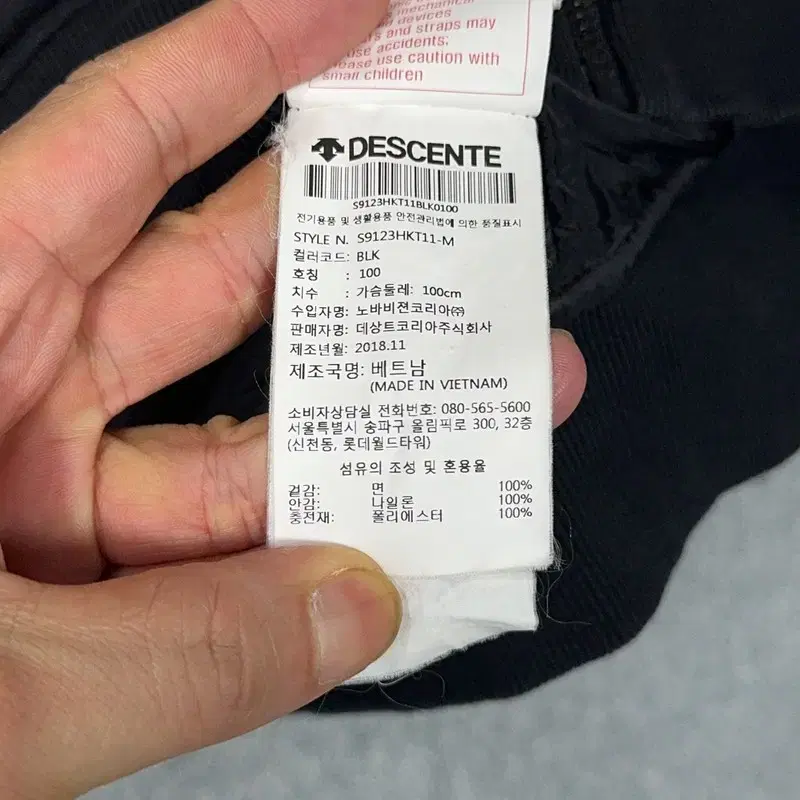 mechanical
devices
and straps may
accidents;
please use caution with
small children
DESCENTE
S9123HKT11BLK0100
전기용품 및 생활용품 안전관리법에 의한 품질표시
STYLE N. S9123HKT11-M
컬러코드: BLK
호칭 : 100
치수 : 가슴둘레: 100cm
수입자명: 노바비젼코리아㈜
판매자명: 데상트코리아주식회사
제조년월: 2018.11
제조국명: 베트남
(MADE IN VIETNAM)
소비자상담실 전화번호: 080-565-5600
서울특별시 송파구 올림픽로 300, 32층
(신천동, 롯데월드타워)
섬유의 조성 및 혼용율
겉감: 면 100%
안감: 나일론 100%
충전재: 폴리에스터 100%